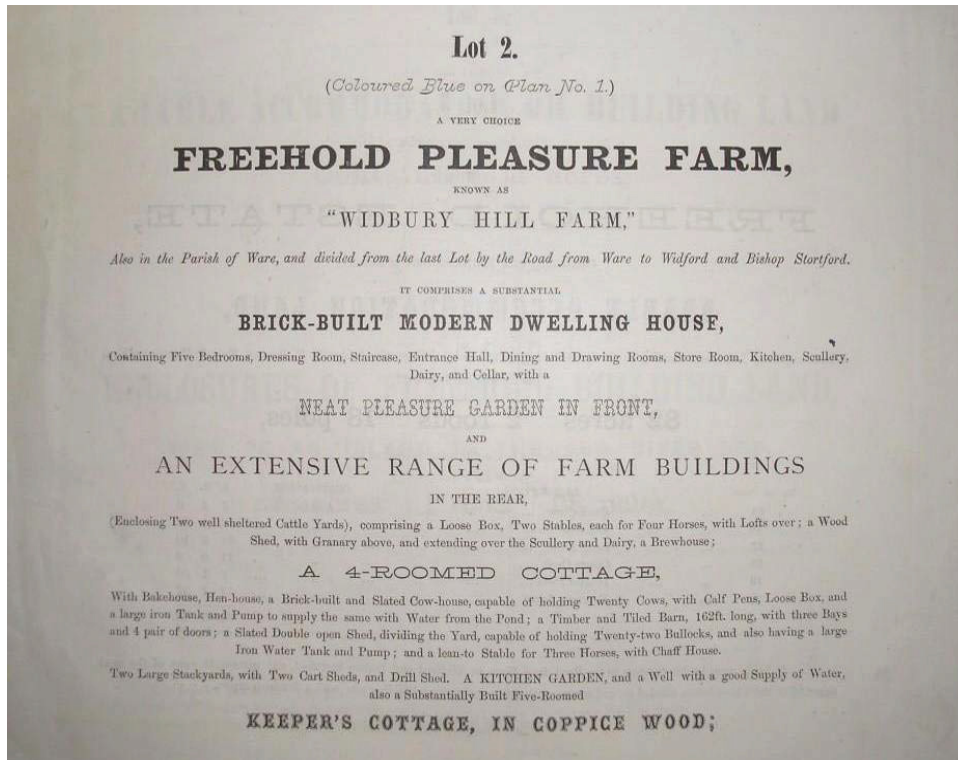 Lot 2.
(Coloured Blue on Plan No. 1.)
A VERY CHOICE
FREEHOLD PLEASURE FARM,
KNOWN AS
"WIDBURY HILL FARM,"
Also in the Parish of Ware, and divided from the last Lot by the Road from Ware to Widford and Bishop Stortford.
IT COMPRISES A SUBSTANTIAL
BRICK-BUILT MODERN DWELLING HOUSE,
Containing Five Bedrooms, Dressing Room, Staircase, Entrance Hall, Dining and Drawing Rooms, Store Room, Kitchen, Scullery,
Dairy, and Cellar, with a
NEAT PLEASURE GARDEN IN FRONT,
AND
AN EXTENSIVE RANGE OF FARM BUILDINGS
IN THE REAR,
(Enclosing Two well sheltered Cattle Yards), comprising a Loose Box, Two Stables, each for Four Horses, with Lofts over; a Wood
Shed, with Granary above, and extending over the Scullery and Dairy, a Brewhouse;
A 4-ROOMED COTTAGE,
With Bakehouse, Hen-house, a Brick-built and Slated Cow-house, capable of holding Twenty Cows, with Calf Pens, Loose Box, and
a large iron Tank and Pump to supply the same with Water from the Pond; a Timber and Tiled Barn, 162ft. long, with three Bays
and 4 pair of doors; a Slated Double open Shed, dividing the Yard, capable of holding Twenty-two Bullocks, and also having a large
Iron Water Tank and Pump; and a lean-to Stable for Three Horses, with Chaff House.
Two Large Stackyards, with Two Cart Sheds, and Drill Shed. A KITCHEN GARDEN, and a Well with a good Supply of Water,
also a Substantially Built Five-Roomed
KEEPER'S COTTAGE, IN COPPICE WOOD;